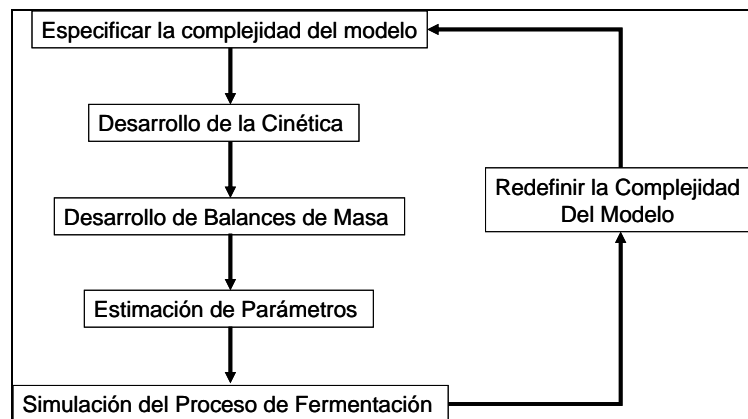 Especificar la complejidad del modelo
Desarrollo de la Cinética
Desarrollo de Balances de Masa
Estimación de Parámetros
Simulación del Proceso de Fermentación
Redefinir la Complejidad
Del Modelo